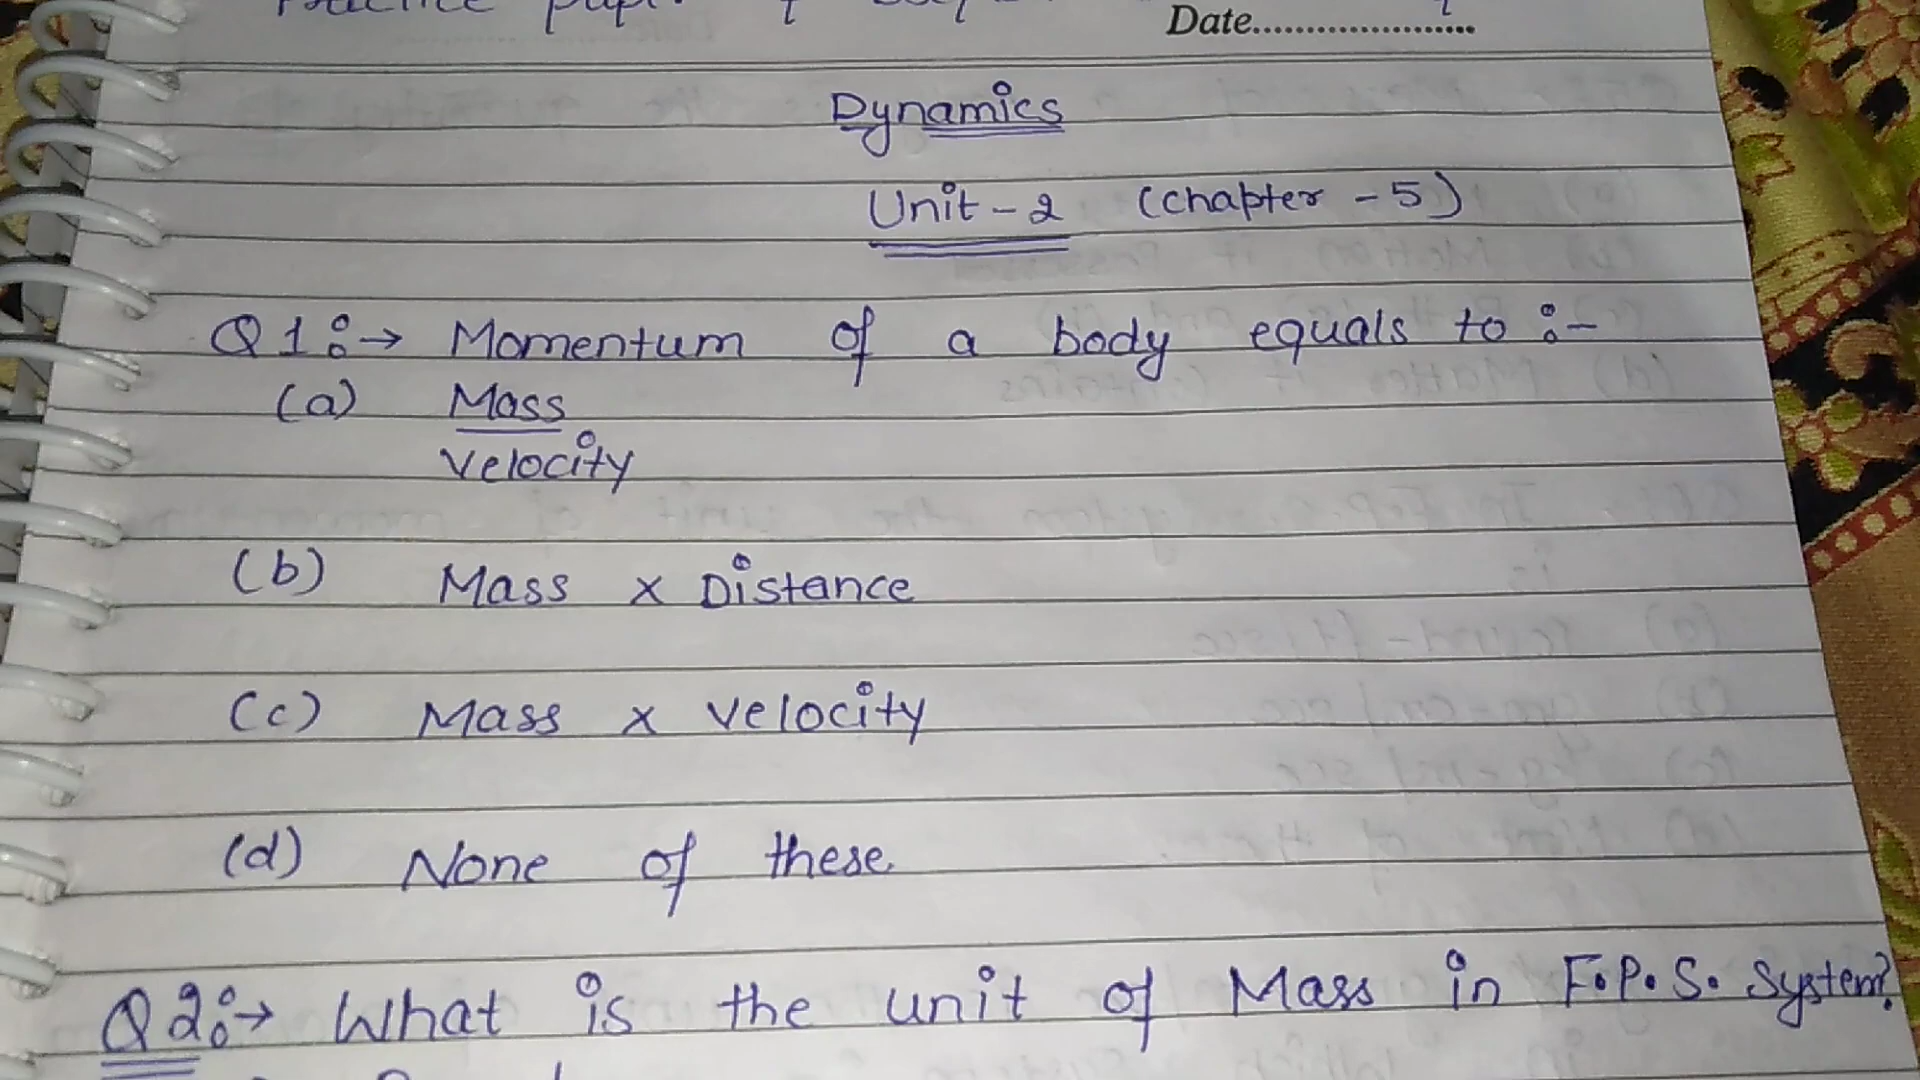 Date......................
Dynamics
Unit - 2 (Chapter - 5)
Q1:→ Momentum of a body equals to :-
(a) Mass
Velocity
(b) Mass x Distance
(c) Mass x velocity
(d) None of these.
Q2:→ What is the unit of Mass in F.P.S. System?